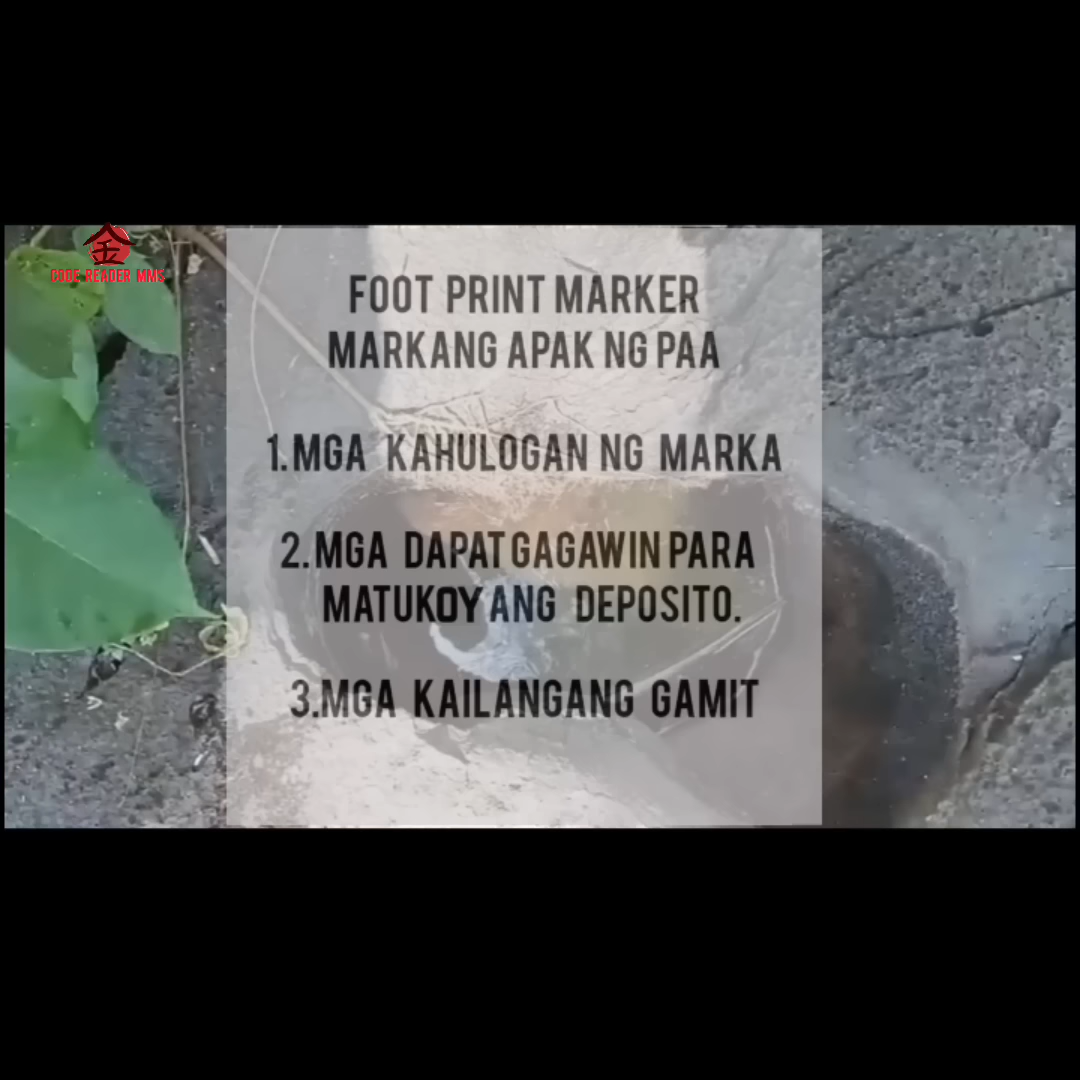 金
CODE READER MMS
FOOT PRINT MARKER
MARKANG APAK NG PAA
1.MGA KAHULOGAN NG MARKA
2.MGA DAPAT GAGAWIN PARA
MATUKOY ANG DEPOSITO.
3.MGA KAILANGANG GAMIT